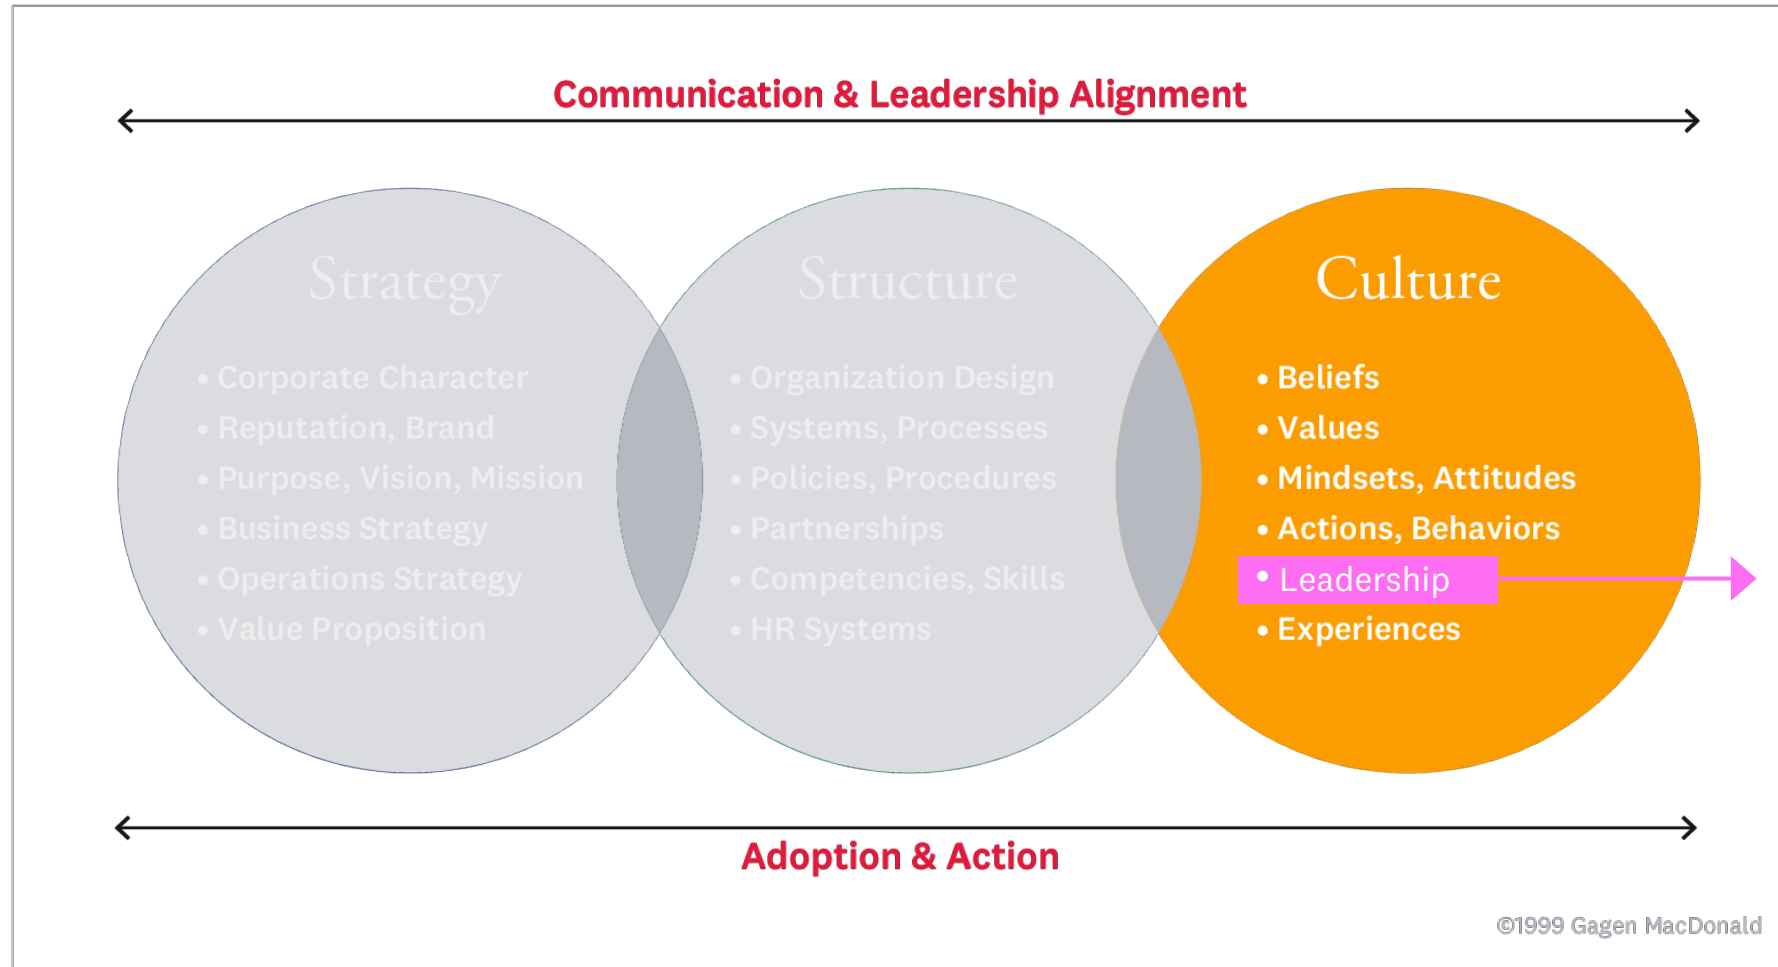 Communication & Leadership Alignment
Strategy
• Corporate Character
• Reputation, Brand
• Purpose, Vision, Mission
• Business Strategy
• Operations Strategy
• Value Proposition
Structure
• Organization Design
• Systems, Processes
• Policies, Procedures
• Partnerships
• Competencies, Skills
• HR Systems
Culture
• Beliefs
• Values
• Mindsets, Attitudes
• Actions, Behaviors
• Leadership
• Experiences
Adoption & Action
©1999 Gagen MacDonald